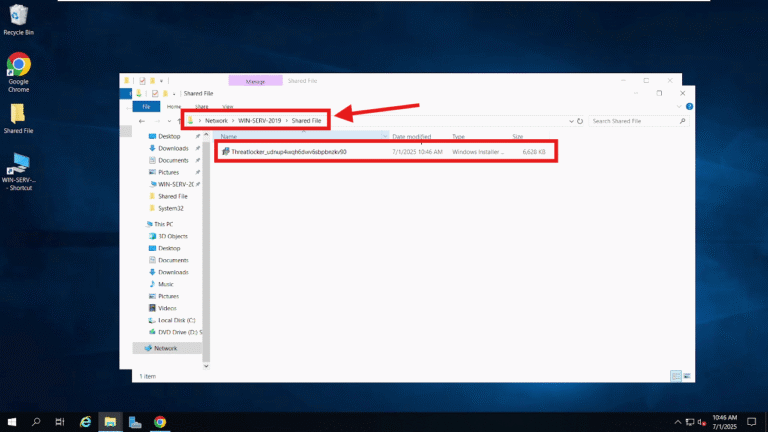 Recycle Bin
Google
Chrome
Shared File
WIN-SERV-...
- Shortcut
Manage
Shared File
Shared File
File
Home
Share
View
Network > WIN-SERV-2019 > Shared File
Search Shared File
Name
Date modified
Type
Size
7/1/2025 10:46 AM
Windows Installer ...
6,628 KB
Desktop
Downloads
Documents
Pictures
WIN-SERV-20
Shared File
System32
This PC
3D Objects
Desktop
Documents
Downloads
Music
Pictures
Videos
Local Disk (C:)
DVD Drive (D:) S
Network
1 item
10:46 AM
7/1/2025